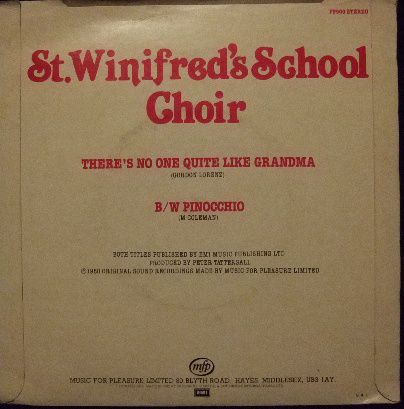 FP900 STEREO
St. Winifred's School
Choir
THERE'S NO ONE QUITE LIKE GRANDMA
(GORDON LORENZ)
B/W PINOCCHIO
(M COLEMAN)
BOTH TITLES PUBLISHED BY EMI MUSIC PUBLISHING LTD
PRODUCED BY PETER TATTERSALL
℗ 1980 ORIGINAL SOUND RECORDINGS MADE BY MUSIC FOR PLEASURE LIMITED
mfp
MUSIC FOR PLEASURE LIMITED 80 BLYTH ROAD, HAYES, MIDDLESEX, UB3 1AY.
EMI